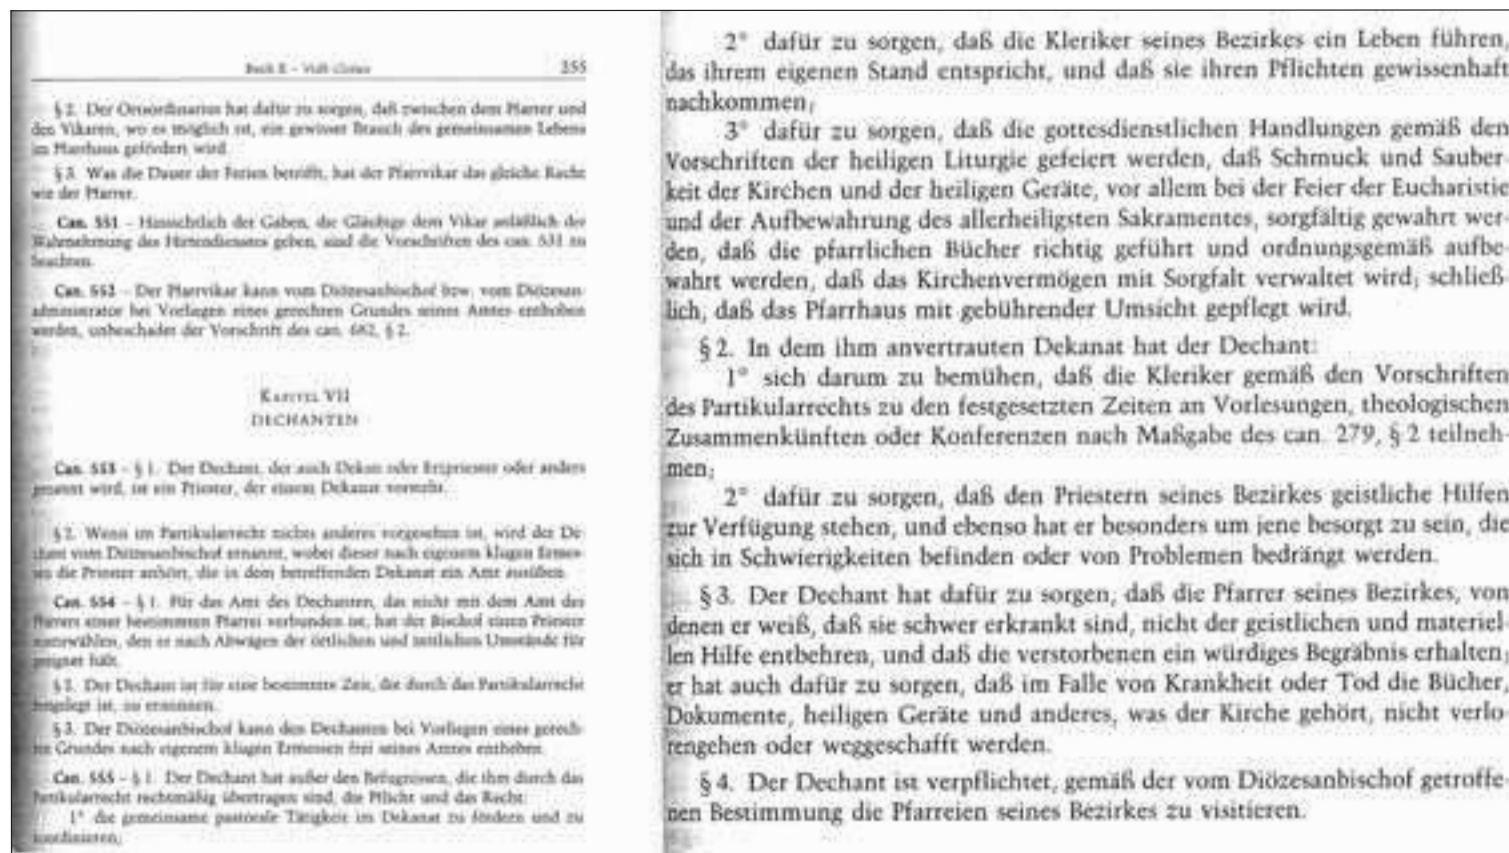 Buch II – Volk Gottes 255
§ 2. Der Ortsordinarius hat dafür zu sorgen, daß zwischen dem Pfarrer und
den Vikaren, wo es möglich ist, ein gewisser Brauch des gemeinsamen Lebens
im Pfarrhaus gefördert wird.
§ 3. Was die Dauer der Ferien betrifft, hat der Pfarrvikar das gleiche Recht
wie der Pfarrer.
Can. 551 – Hinsichtlich der Gaben, die Gläubige dem Vikar anläßlich der
Wahrnehmung des Hirtendienstes geben, sind die Vorschriften des can. 531 zu
beachten.
Can. 552 – Der Pfarrvikar kann vom Diözesanbischof bzw. vom Diözesan-
administrator bei Vorliegen eines gerechten Grundes seines Amtes enthoben
werden, unbeschadet der Vorschrift des can. 682, § 2.
KAPITEL VII
DECHANTEN
Can. 553 – § 1. Der Dechant, der auch Dekan oder Erzpriester oder anders
genannt wird, ist ein Priester, der einem Dekanat vorsteht.
§ 2. Wenn im Partikularrecht nichts anderes vorgesehen ist, wird der De-
chant vom Diözesanbischof ernannt, wobei dieser nach eigenem klugen Ermes-
sen die Priester anhört, die in dem betreffenden Dekanat ein Amt ausüben.
Can. 554 – § 1. Für das Amt des Dechanten, das nicht mit dem Amt des
Pfarrers einer bestimmten Pfarrei verbunden ist, hat der Bischof einen Priester
auszuwählen, den er nach Abwägen der örtlichen und zeitlichen Umstände für
geeignet hält.
§ 2. Der Dechant ist für eine bestimmte Zeit, die durch das Partikularrecht
festgelegt ist, zu ernennen.
§ 3. Der Diözesanbischof kann den Dechanten bei Vorliegen eines gerech-
ten Grundes nach eigenem klugen Ermessen frei seines Amtes entheben.
Can. 555 – § 1. Der Dechant hat außer den Befugnissen, die ihm durch das
Partikularrecht rechtmäßig übertragen sind, die Pflicht und das Recht:
1° die gemeinsame pastorale Tätigkeit im Dekanat zu fördern und zu
koordinieren;
2° dafür zu sorgen, daß die Kleriker seines Bezirkes ein Leben führen,
das ihrem eigenen Stand entspricht, und daß sie ihren Pflichten gewissenhaft
nachkommen;
3° dafür zu sorgen, daß die gottesdienstlichen Handlungen gemäß den
Vorschriften der heiligen Liturgie gefeiert werden, daß Schmuck und Sauber-
keit der Kirchen und der heiligen Geräte, vor allem bei der Feier der Eucharistie
und der Aufbewahrung des allerheiligsten Sakramentes, sorgfältig gewahrt wer-
den, daß die pfarrlichen Bücher richtig geführt und ordnungsgemäß aufbe-
wahrt werden, daß das Kirchenvermögen mit Sorgfalt verwaltet wird; schließ-
lich, daß das Pfarrhaus mit gebührender Umsicht gepflegt wird.
§ 2. In dem ihm anvertrauten Dekanat hat der Dechant:
1° sich darum zu bemühen, daß die Kleriker gemäß den Vorschriften
des Partikularrechts zu den festgesetzten Zeiten an Vorlesungen, theologischen
Zusammenkünften oder Konferenzen nach Maßgabe des can. 279, § 2 teilneh-
men;
2° dafür zu sorgen, daß den Priestern seines Bezirkes geistliche Hilfen
zur Verfügung stehen, und ebenso hat er besonders um jene besorgt zu sein, die
sich in Schwierigkeiten befinden oder von Problemen bedrängt werden.
§ 3. Der Dechant hat dafür zu sorgen, daß die Pfarrer seines Bezirkes, von
denen er weiß, daß sie schwer erkrankt sind, nicht der geistlichen und materiel-
len Hilfe entbehren, und daß die verstorbenen ein würdiges Begräbnis erhalten;
er hat auch dafür zu sorgen, daß im Falle von Krankheit oder Tod die Bücher,
Dokumente, heiligen Geräte und anderes, was der Kirche gehört, nicht verlo-
rengehen oder weggeschafft werden.
§ 4. Der Dechant ist verpflichtet, gemäß der vom Diözesanbischof getroffe-
nen Bestimmung die Pfarreien seines Bezirkes zu visitieren.